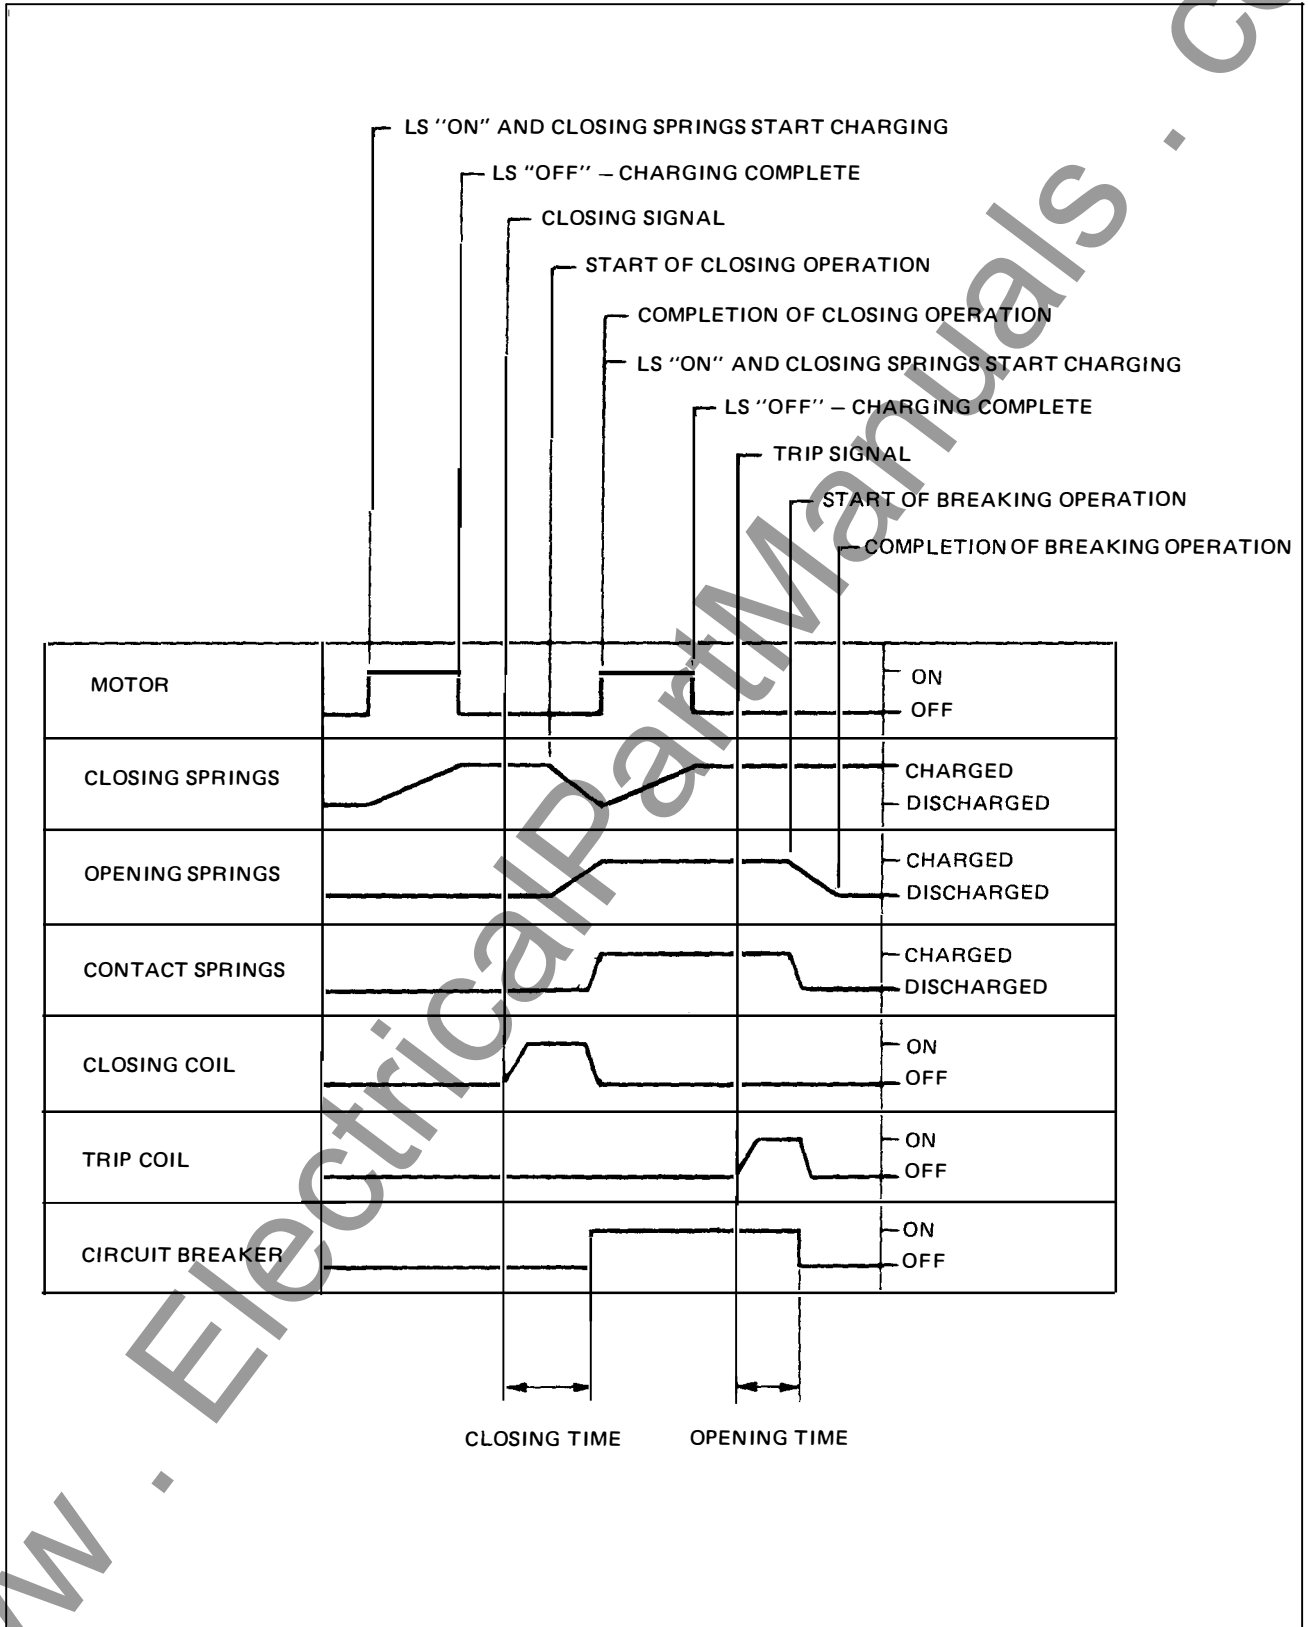 LS "ON" AND CLOSING SPRINGS START CHARGING
LS "OFF" – CHARGING COMPLETE
CLOSING SIGNAL
START OF CLOSING OPERATION
COMPLETION OF CLOSING OPERATION
LS "ON" AND CLOSING SPRINGS START CHARGING
LS "OFF" – CHARGING COMPLETE
TRIP SIGNAL
START OF BREAKING OPERATION
COMPLETION OF BREAKING OPERATION
MOTOR
ON
OFF
CLOSING SPRINGS
CHARGED
DISCHARGED
OPENING SPRINGS
CHARGED
DISCHARGED
CONTACT SPRINGS
CHARGED
DISCHARGED
CLOSING COIL
ON
OFF
TRIP COIL
ON
OFF
CIRCUIT BREAKER
ON
OFF
CLOSING TIME
OPENING TIME
w . ElectricalPartManuals . co